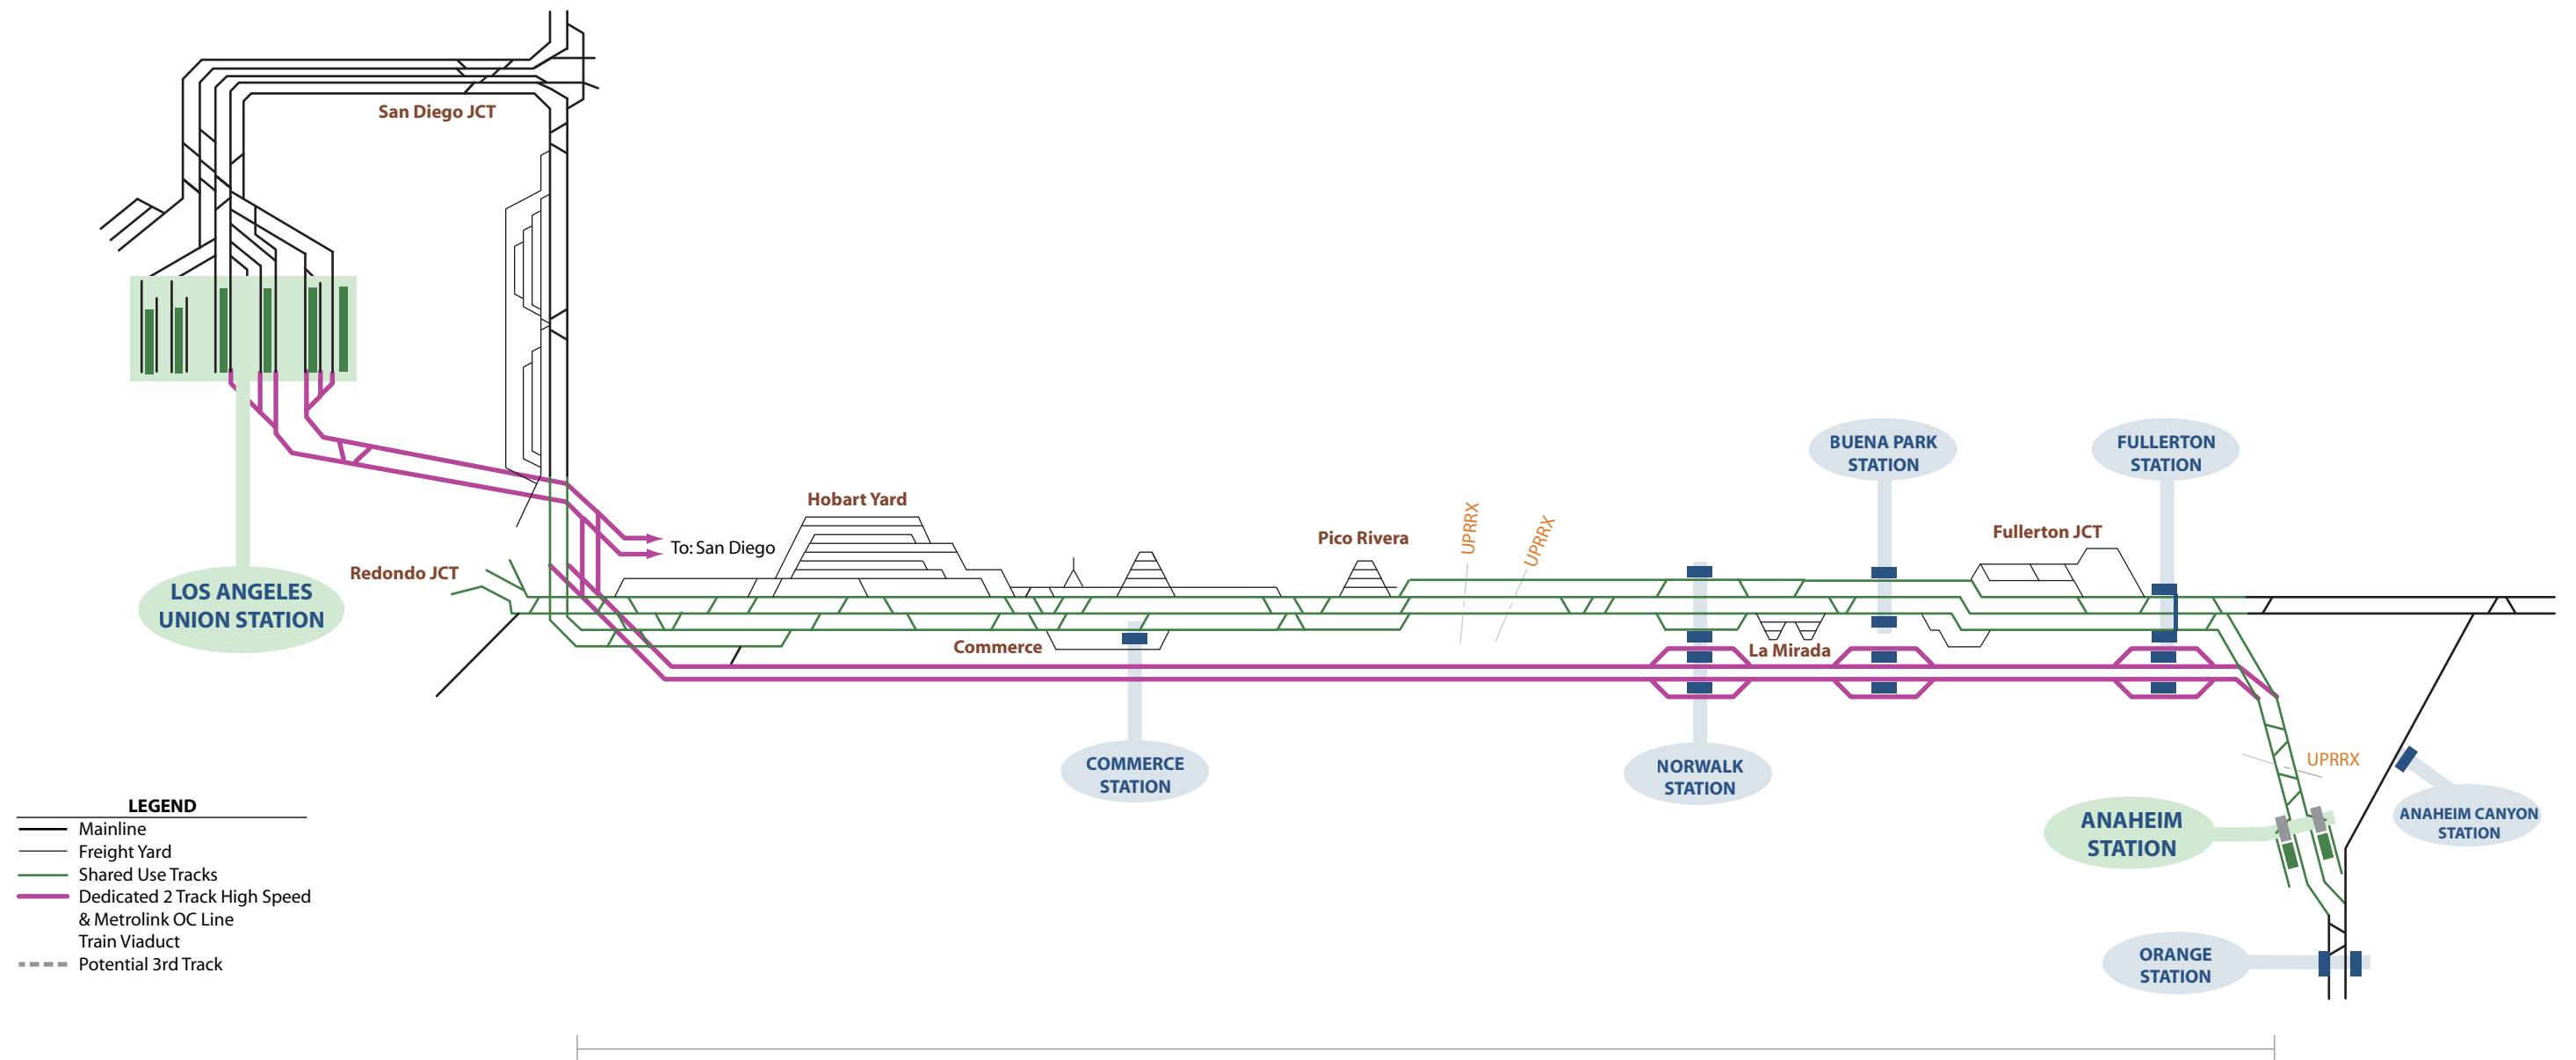 San Diego JCT
BUENA PARK
STATION
FULLERTON
STATION
Hobart Yard
UPRRX
UPRRX
Pico Rivera
Fullerton JCT
To: San Diego
Redondo JCT
LOS ANGELES
UNION STATION
Commerce
La Mirada
COMMERCE
STATION
NORWALK
STATION
UPRRX
ANAHEIM
STATION
ANAHEIM CANYON
STATION
ORANGE
STATION
LEGEND
Mainline
Freight Yard
Shared Use Tracks
Dedicated 2 Track High Speed
& Metrolink OC Line
Train Viaduct
Potential 3rd Track